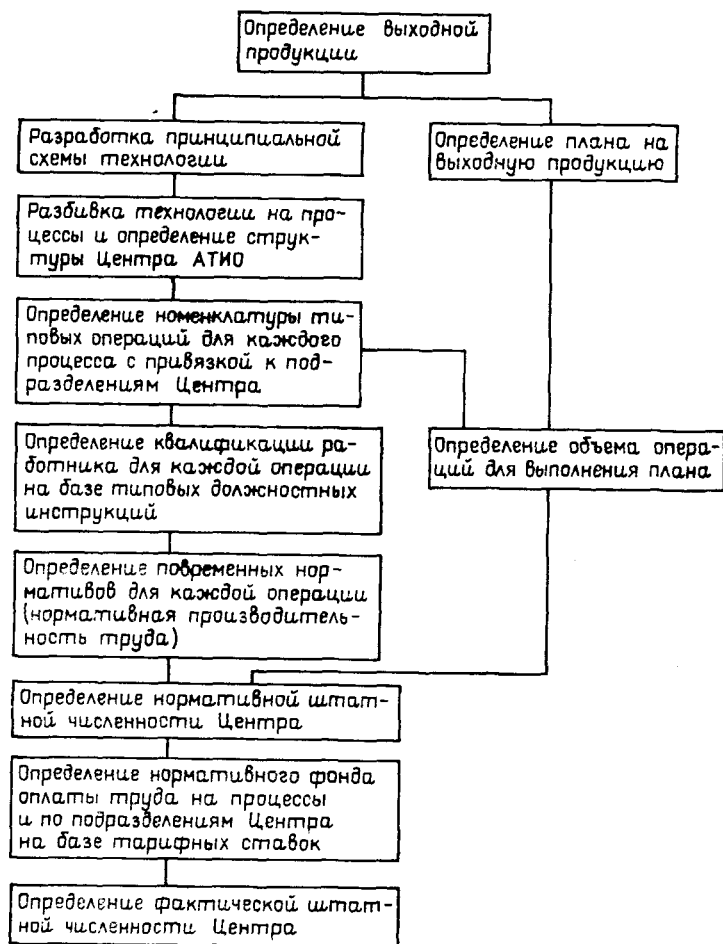 Определение выходной
продукции
Разработка принципиальной
схемы технологии
Определение плана на
выходную продукцию
Разбивка технологии на про-
цессы и определение струк-
туры Центра АТИО
Определение номенклатуры ти-
повых операций для каждого
процесса с привязкой к под-
разделениям Центра
Определение квалификации ра-
ботника для каждой операции
на базе типовых должностных
инструкций
Определение объема опера-
ций для выполнения плана
Определение повременных нор-
мативов для каждой операции
(нормативная производитель-
ность труда)
Определение нормативной штат-
ной численности Центра
Определение нормативного фонда
оплаты труда на процессы
и по подразделениям Центра
на базе тарифных ставок
Определение фактической штат-
ной численности Центра